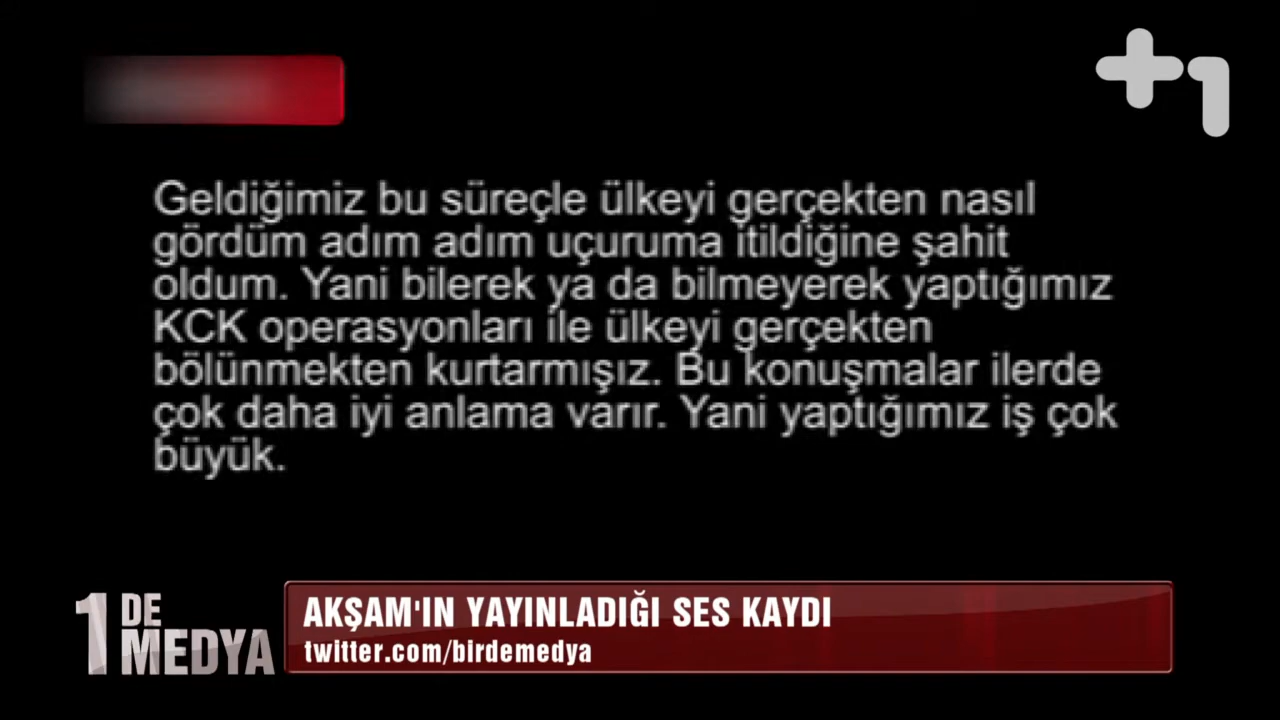 +1
Geldiğimiz bu süreçle ülkeyi gerçekten nasıl
gördüm adım adım uçuruma itildiğine şahit
oldum. Yani bilerek ya da bilmeyerek yaptığımız
KCK operasyonları ile ülkeyi gerçekten
bölünmekten kurtarmışız. Bu konuşmalar ilerde
çok daha iyi anlama varır. Yani yaptığımız iş çok
büyük.
1 DE MEDYA
AKŞAM'IN YAYINLADIĞI SES KAYDI
twitter.com/birdemedya